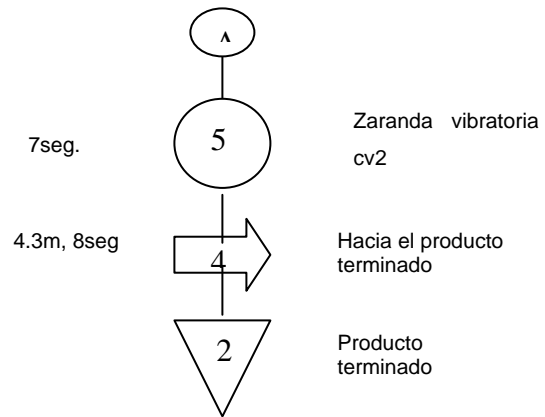 5
7seg.
Zaranda vibratoria
cv2
4.3m, 8seg
4
Hacia el producto
terminado
2
Producto
terminado